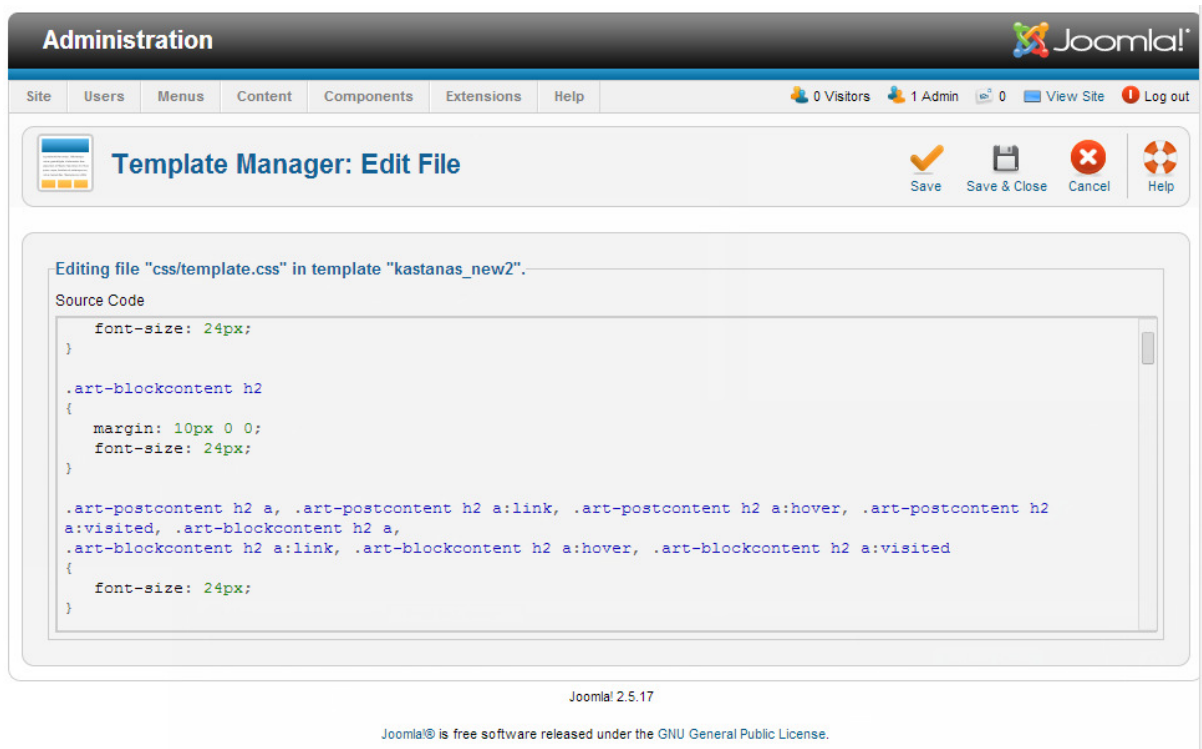 Administration
Joomla!
Site Users Menus Content Components Extensions Help 0 Visitors 1 Admin 0 View Site Log out
Template Manager: Edit File
Save Save & Close Cancel Help
Editing file "css/template.css" in template "kastanas_new2".
Source Code
font-size: 24px;
}
.art-blockcontent h2
{
margin: 10px 0 0;
font-size: 24px;
}
.art-postcontent h2 a, .art-postcontent h2 a:link, .art-postcontent h2 a:hover, .art-postcontent h2
a:visited, .art-blockcontent h2 a,
.art-blockcontent h2 a:link, .art-blockcontent h2 a:hover, .art-blockcontent h2 a:visited
{
font-size: 24px;
}
Joomla! 2.5.17
Joomla!® is free software released under the GNU General Public License.